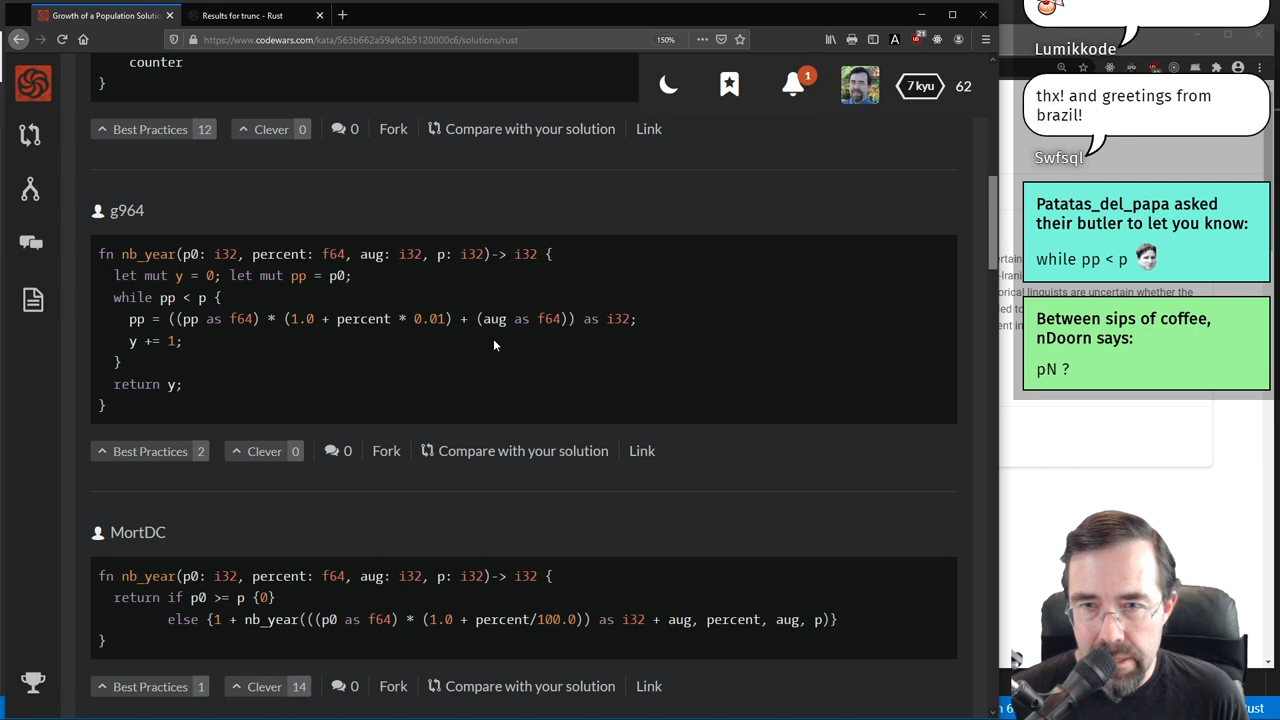 Growth of a Population Soluti
Results for trunc - Rust
https://www.codewars.com/kata/563b662a59afc2b5120000c6/solutions/rust
150%
21
counter
}
1
7 kyu
62
Best Practices 12
Clever 0
0
Fork
Compare with your solution
Link
g964
fn nb_year(p0: i32, percent: f64, aug: i32, p: i32)-> i32 {
let mut y = 0; let mut pp = p0;
while pp < p {
pp = ((pp as f64) * (1.0 + percent * 0.01) + (aug as f64)) as i32;
y += 1;
}
return y;
}
Best Practices 2
Clever 0
0
Fork
Compare with your solution
Link
MortDC
fn nb_year(p0: i32, percent: f64, aug: i32, p: i32)-> i32 {
return if p0 >= p {0}
else {1 + nb_year(((p0 as f64) * (1.0 + percent/100.0)) as i32 + aug, percent, aug, p)}
}
Best Practices 1
Clever 14
0
Fork
Compare with your solution
Link
Lumikkode
thx! and greetings from
brazil!
Swfsql
Patatas_del_papa asked
their butler to let you know:
while pp < p
Between sips of coffee,
nDoorn says:
pN ?